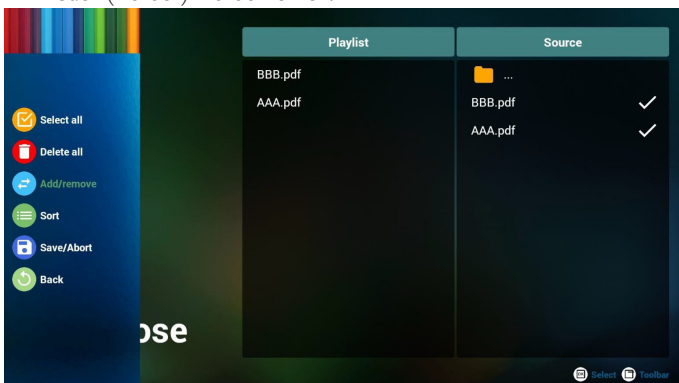 Playlist
Source
BBB.pdf
AAA.pdf
...
BBB.pdf
AAA.pdf
Select all
Delete all
Add/remove
Sort
Save/Abort
Back
ose
OK Select Toolbar